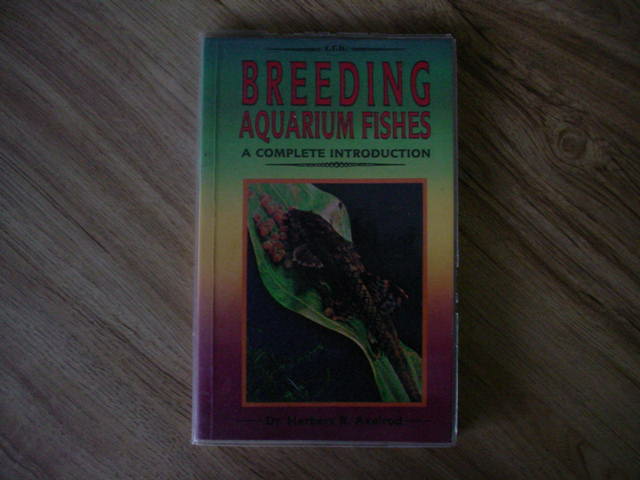 BREEDING
AQUARIUM FISHES
A COMPLETE INTRODUCTION
Dr. Herbert R. Axelrod